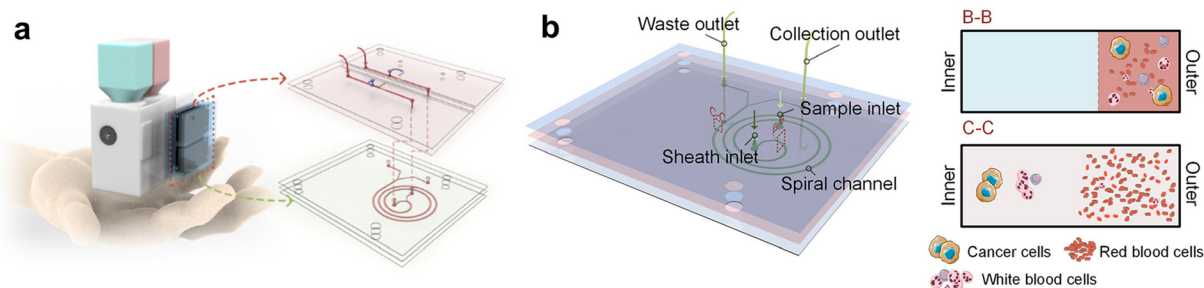 a
b
Waste outlet
Collection outlet
Sample inlet
Sheath inlet
Spiral channel
B-B
Inner
Outer
C-C
Inner
Outer
Cancer cells
Red blood cells
White blood cells